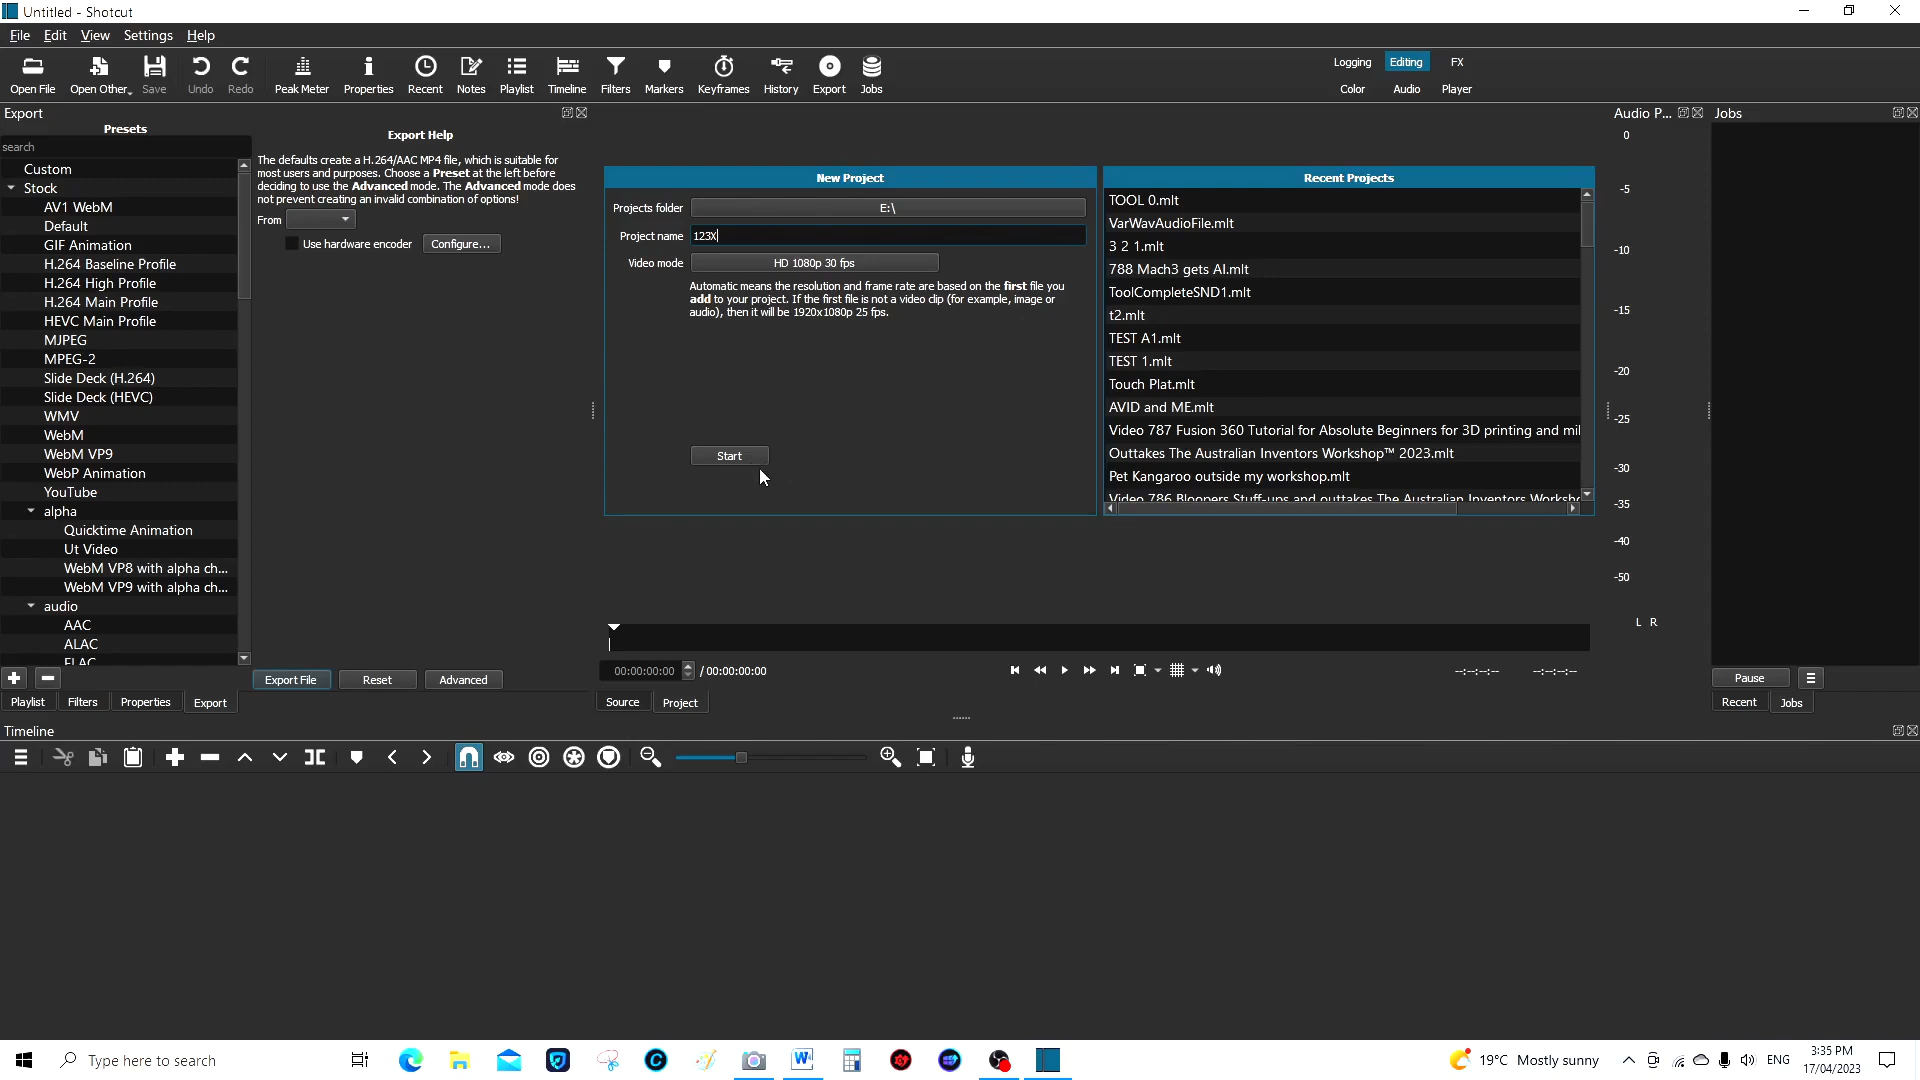 Untitled - Shotcut
File Edit View Settings Help
Open File Open Other Save Undo Redo Peak Meter Properties Recent Notes Playlist Timeline Filters Markers Keyframes History Export Jobs
Logging Editing FX
Color Audio Player
Export
Presets
search
Custom
Stock
AV1 WebM
Default
GIF Animation
H.264 Baseline Profile
H.264 High Profile
H.264 Main Profile
HEVC Main Profile
MJPEG
MPEG-2
Slide Deck (H.264)
Slide Deck (HEVC)
WMV
WebM
WebM VP9
WebP Animation
YouTube
alpha
Quicktime Animation
Ut Video
WebM VP8 with alpha ch...
WebM VP9 with alpha ch...
audio
AAC
ALAC
FLAC
Export Help
The defaults create a H.264/AAC MP4 file, which is suitable for
most users and purposes. Choose a Preset at the left before
deciding to use the Advanced mode. The Advanced mode does
not prevent creating an invalid combination of options!
From
Use hardware encoder Configure...
Export File Reset Advanced
Playlist Filters Properties Export
New Project
Projects folder E:\
Project name 123X
Video mode HD 1080p 30 fps
Automatic means the resolution and frame rate are based on the first file you
add to your project. If the first file is not a video clip (for example, image or
audio), then it will be 1920x1080p 25 fps.
Start
Recent Projects
TOOL 0.mlt
VarWavAudioFile.mlt
3 2 1.mlt
788 Mach3 gets AI.mlt
ToolCompleteSND1.mlt
t2.mlt
TEST A1.mlt
TEST 1.mlt
Touch Plat.mlt
AVID and ME.mlt
Video 787 Fusion 360 Tutorial for Absolute Beginners for 3D printing and mil
Outtakes The Australian Inventors Workshop™ 2023.mlt
Pet Kangaroo outside my workshop.mlt
Video 786 Bloopers Stuff-ups and outtakes The Australian Inventors Worksho
00:00:00:00 / 00:00:00:00
--:--:--:-- --:--:--:--
Source Project
Audio P...
0
-5
-10
-15
-20
-25
-30
-35
-40
-50
L R
Jobs
Pause
Recent Jobs
Timeline
Type here to search
19°C Mostly sunny
ENG
3:35 PM
17/04/2023